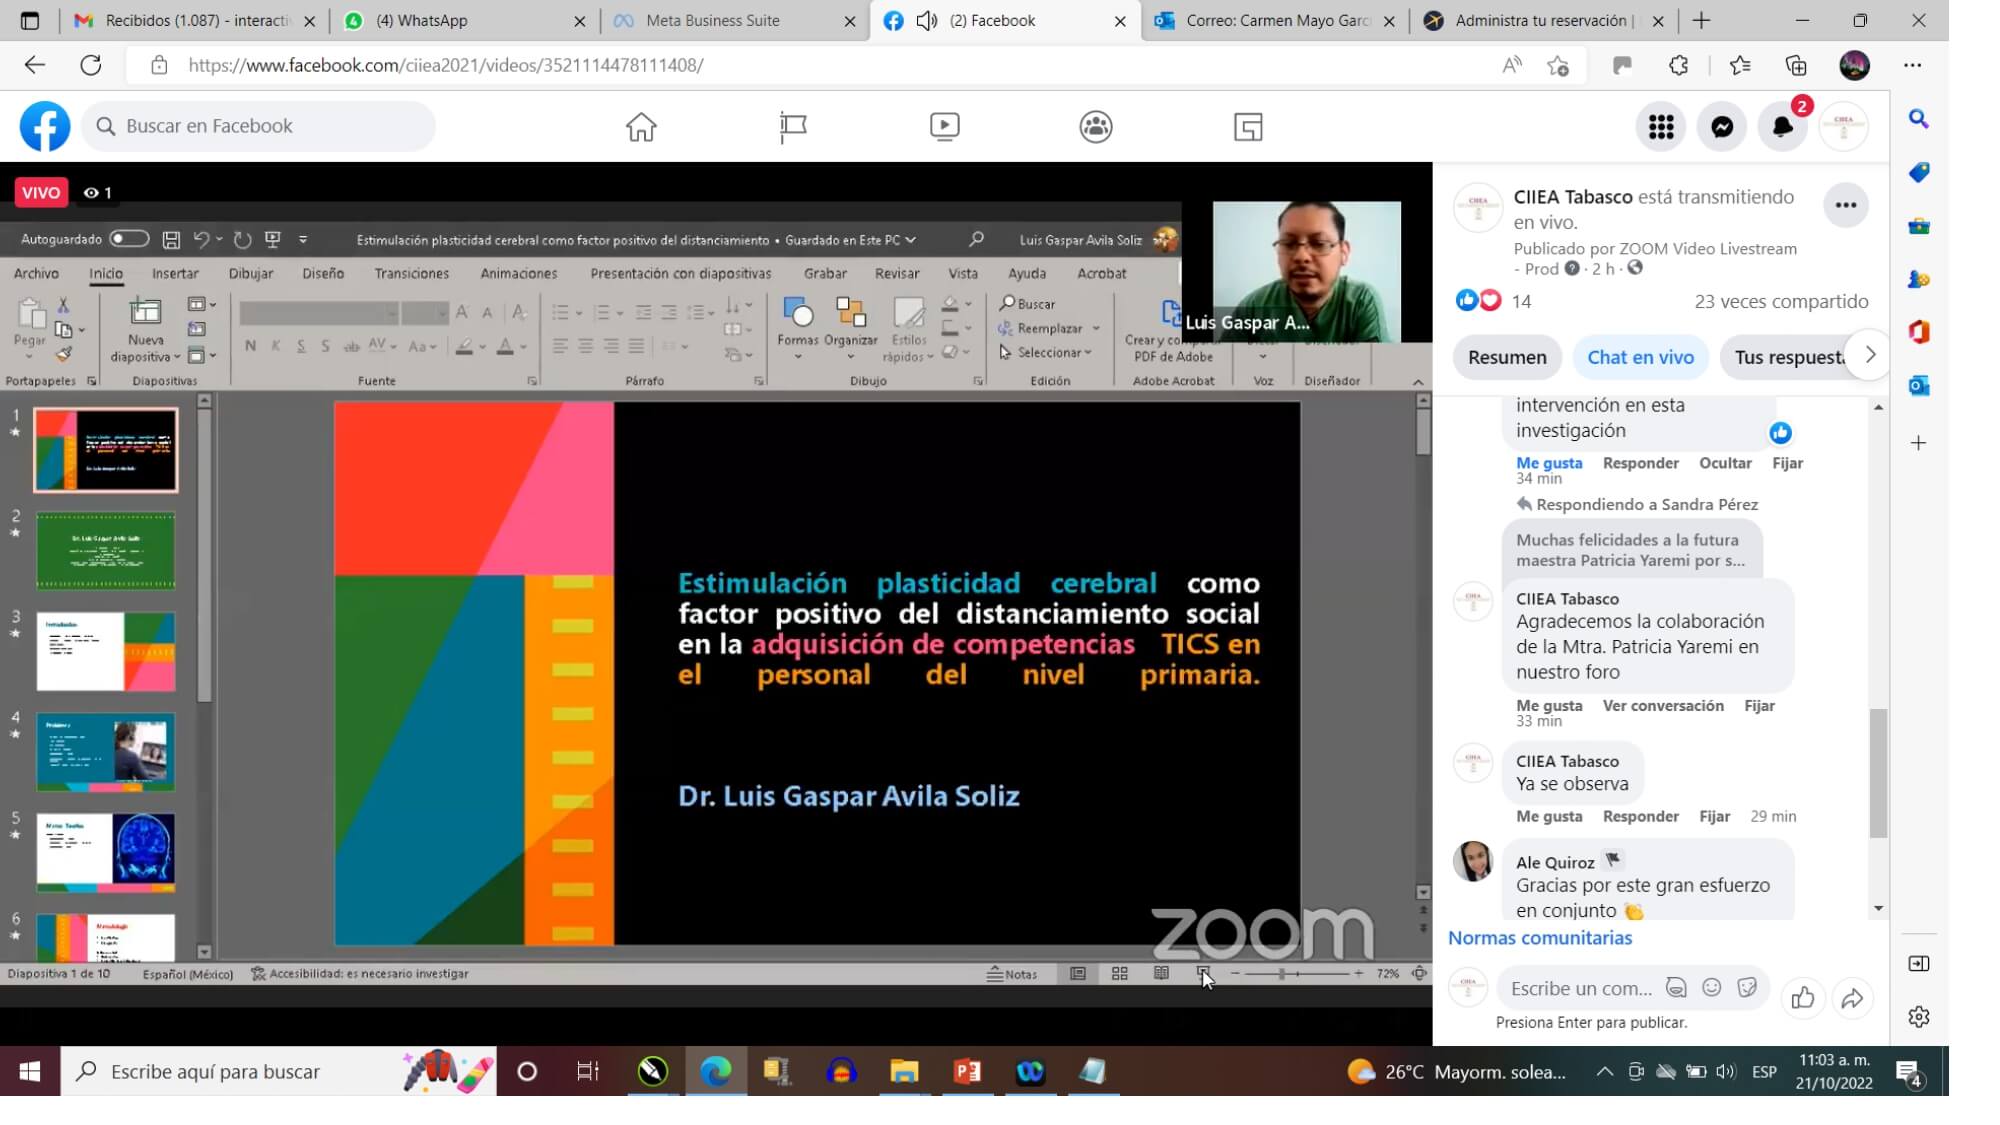 Recibidos (1.087) - interacti
(4) WhatsApp
Meta Business Suite
(2) Facebook
Correo: Carmen Mayo Garc
Administra tu reservación |
https://www.facebook.com/ciiea2021/videos/3521114478111408/
Buscar en Facebook
2
VIVO
1
Autoguardado
Estimulación plasticidad cerebral como factor positivo del distanciamiento • Guardado en Este PC
Luis Gaspar Avila Soliz
Archivo Inicio Insertar Dibujar Diseño Transiciones Animaciones Presentación con diapositivas Grabar Revisar Vista Ayuda Acrobat
Pegar
Nueva diapositiva
N K S S ab AV Aa A
Formas Organizar Estilos rápidos
Buscar
Reemplazar
Seleccionar
PDF de Adobe
Luis Gaspar A...
Portapapeles Diapositivas Fuente Párrafo Dibujo Edición Adobe Acrobat Voz Diseñador
1
2
3
4
5
6
Estimulación plasticidad cerebral como
factor positivo del distanciamiento social
en la adquisición de competencias TICS en
el personal del nivel primaria.
Dr. Luis Gaspar Avila Soliz
zoom
Diapositiva 1 de 10 Español (México) Accesibilidad: es necesario investigar Notas 72%
CIIEA Tabasco está transmitiendo
en vivo.
Publicado por ZOOM Video Livestream
- Prod · 2 h ·
14 23 veces compartido
Resumen Chat en vivo Tus respuest
intervención en esta
investigación
Me gusta Responder Ocultar Fijar
34 min
Respondiendo a Sandra Pérez
Muchas felicidades a la futura
maestra Patricia Yaremi por s...
CIIEA Tabasco
Agradecemos la colaboración
de la Mtra. Patricia Yaremi en
nuestro foro
Me gusta Ver conversación Fijar
33 min
CIIEA Tabasco
Ya se observa
Me gusta Responder Fijar 29 min
Ale Quiroz
Gracias por este gran esfuerzo
en conjunto 👏
Normas comunitarias
Escribe un com...
Presiona Enter para publicar.
Escribe aquí para buscar
26°C Mayorm. solea...
ESP
11:03 a. m.
21/10/2022
4